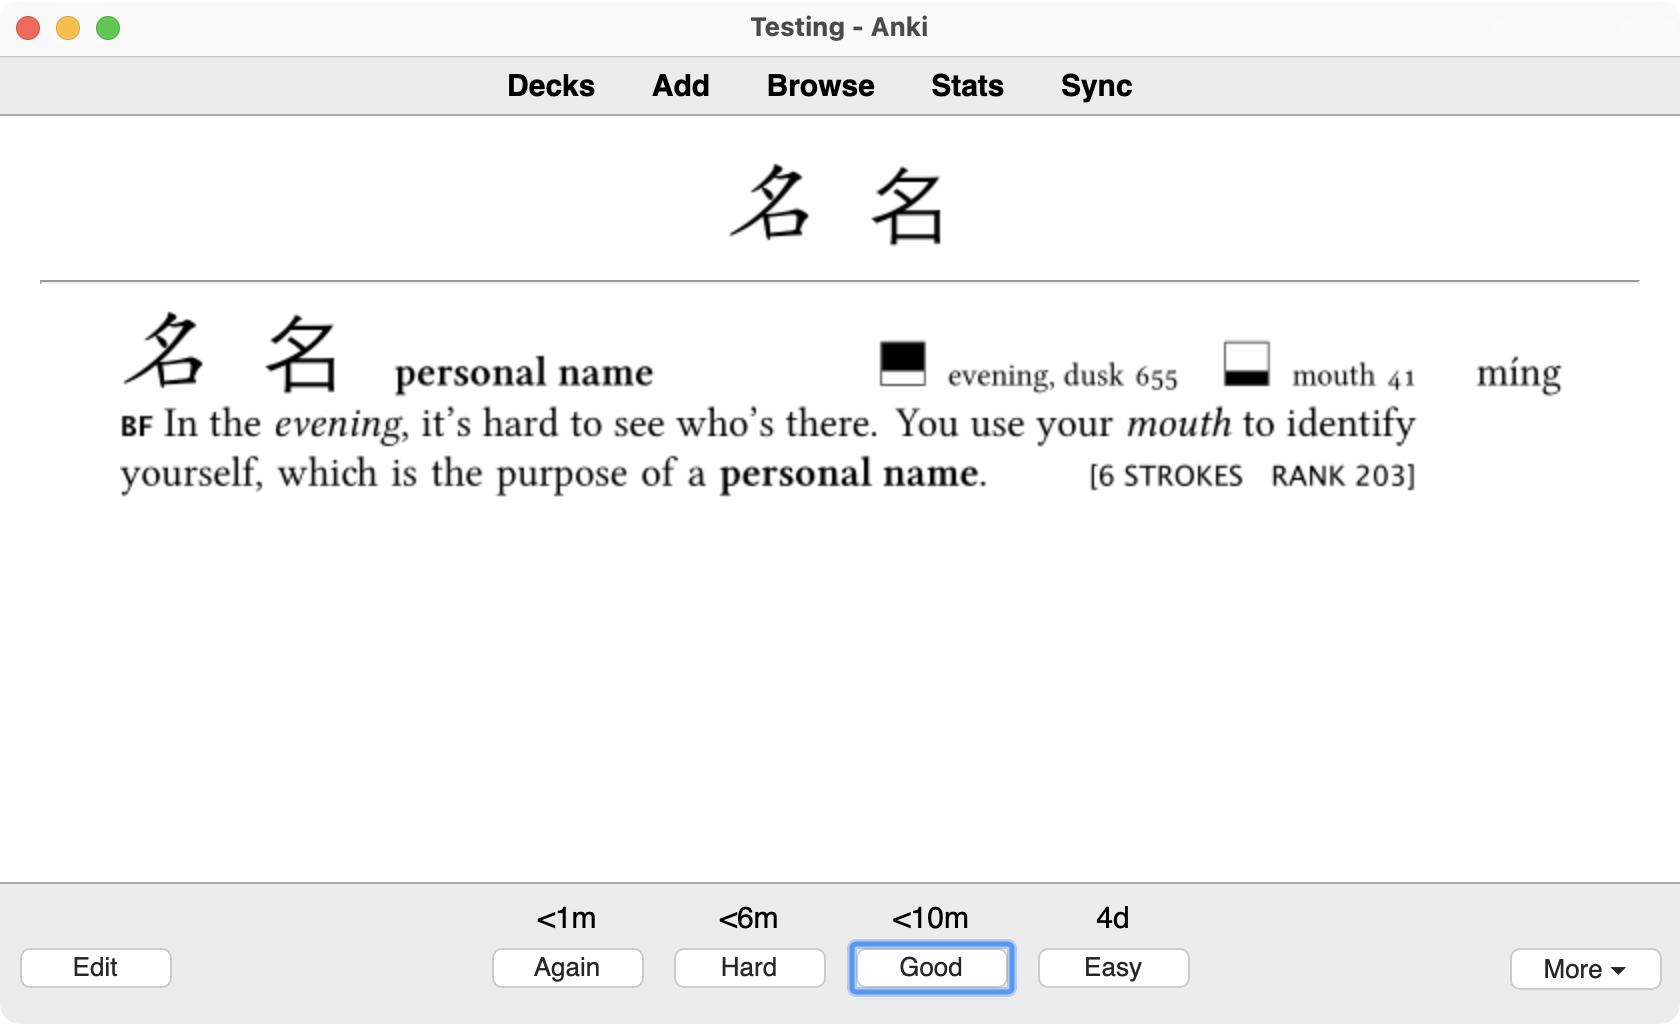 Testing - Anki
Decks Add Browse Stats Sync
名 名
名 名 personal name evening, dusk 655 mouth 41 míng
BF In the evening, it’s hard to see who’s there. You use your mouth to identify
yourself, which is the purpose of a personal name. [6 STROKES RANK 203]
<1m <6m <10m 4d
Edit Again Hard Good Easy More